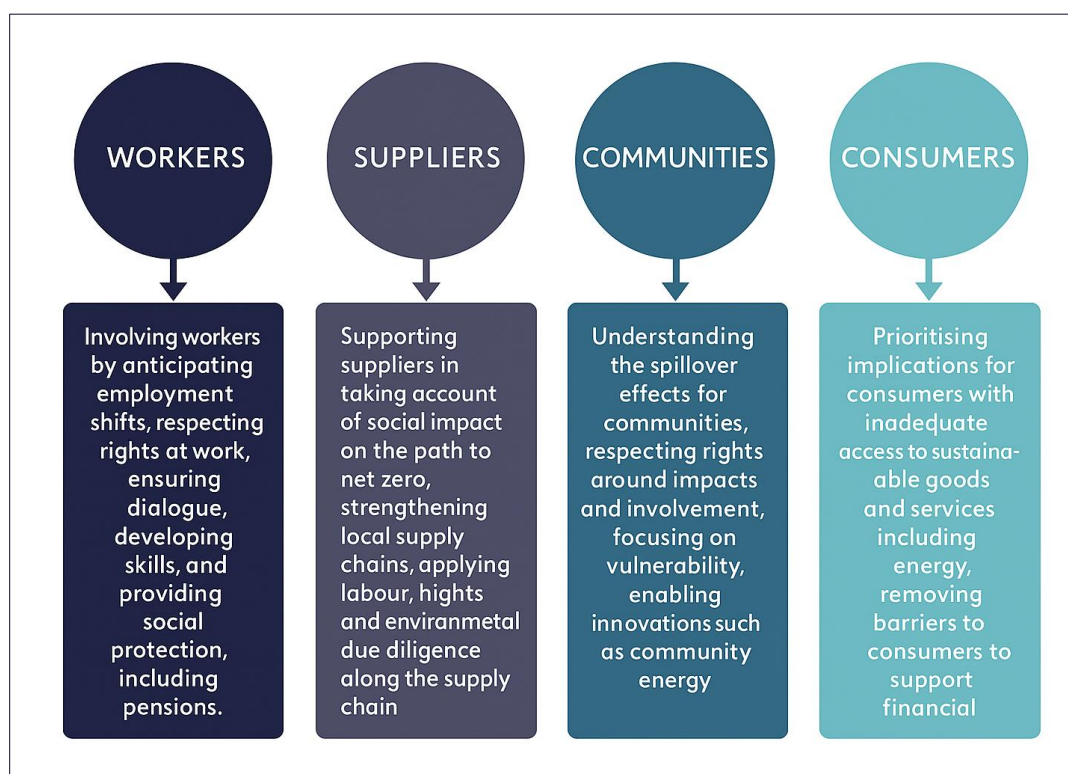 WORKERS
Involving workers
by anticipating
employment
shifts, respecting
rights at work,
ensuring
dialogue,
developing
skills, and
providing
social
protection,
including
pensions.
SUPPLIERS
Supporting
suppliers in
taking account
of social impact
on the path to
net zero,
strengthening
local supply
chains, applying
labour, hights
and enviranmetal
due diligence
along the supply
chain
COMMUNITIES
Understanding
the spillover
effects for
communities,
respecting rights
around impacts
and involvement,
focusing on
vulnerability,
enabling
innovations such
as community
energy
CONSUMERS
Prioritising
implications for
consumers with
inadequate
access to sustaina-
able goods
and services
including
energy,
removing
barriers to
consumers to
support
financial